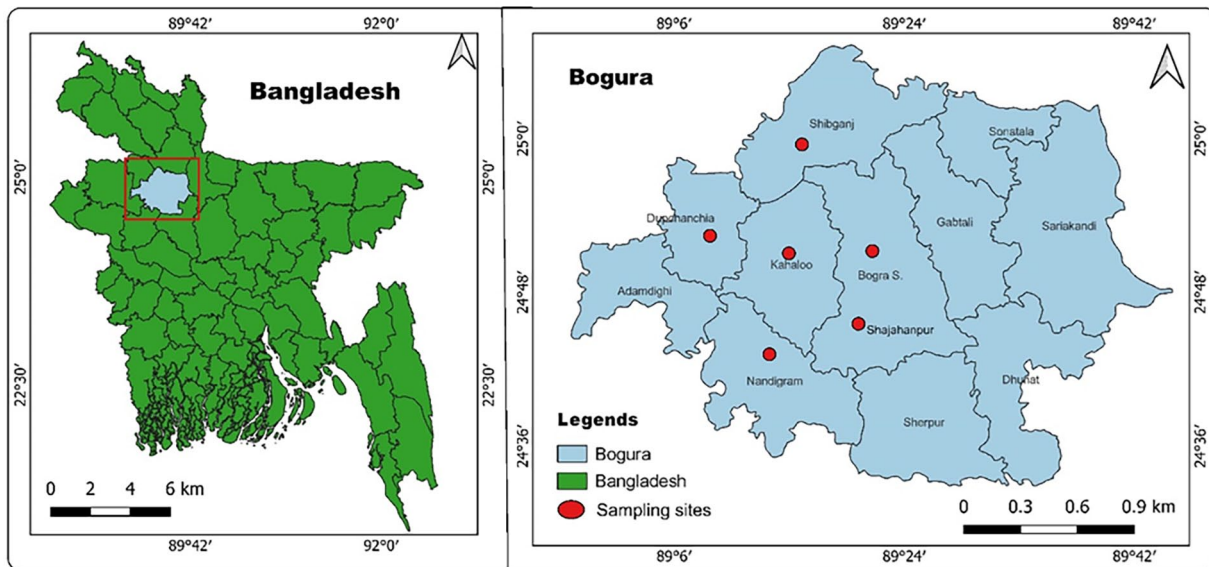 89°42′ 92°0′
Bangladesh
25°0′ 25°0′
22°30′ 22°30′
0 2 4 6 km
89°42′ 92°0′
89°6′ 89°24′ 89°42′
Bogura
Shibganj
Sonatala
25°0′ 25°0′
Dupchanchia
Gabtali
Sariakandi
Kahaloo
Bogra S.
Adamdighi
24°48′ 24°48′
Shajahanpur
Nandigram
Dhunat
Sherpur
24°36′ 24°36′
Legends
Bogura
Bangladesh
Sampling sites
0 0.3 0.6 0.9 km
89°6′ 89°24′ 89°42′